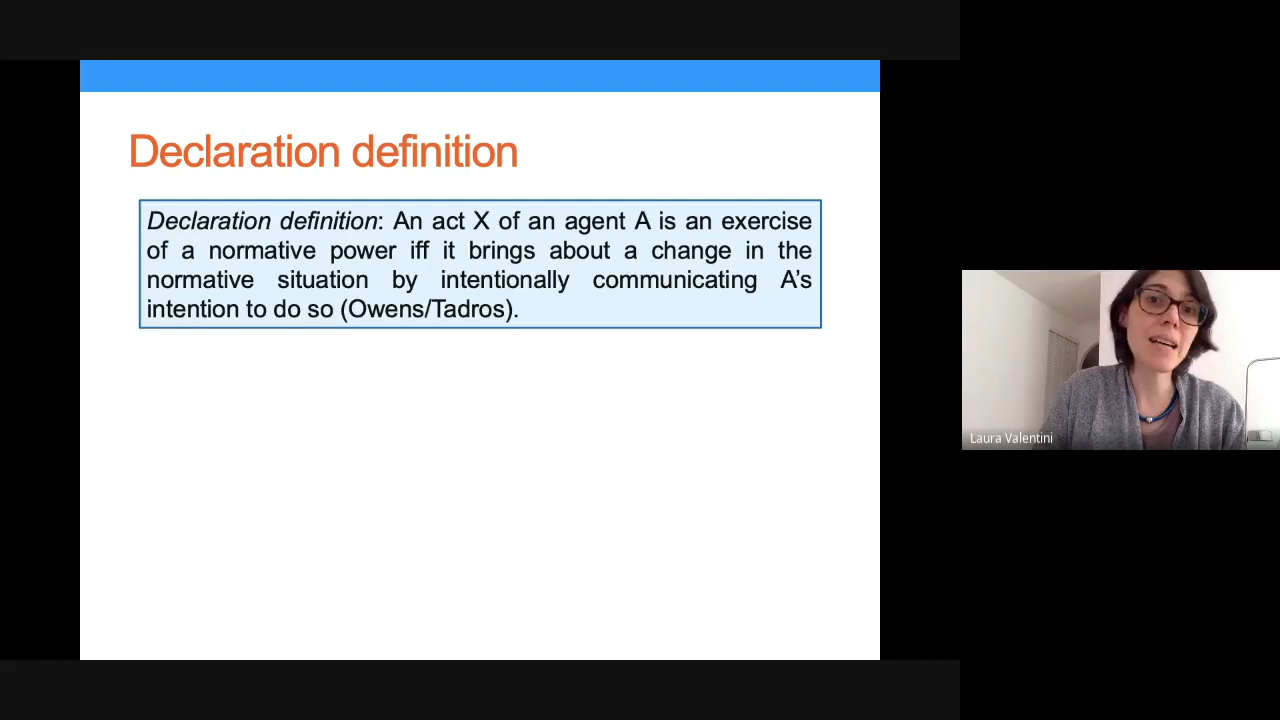 Declaration definition
Declaration definition: An act X of an agent A is an exercise
of a normative power iff it brings about a change in the
normative situation by intentionally communicating A’s
intention to do so (Owens/Tadros).
Laura Valentini